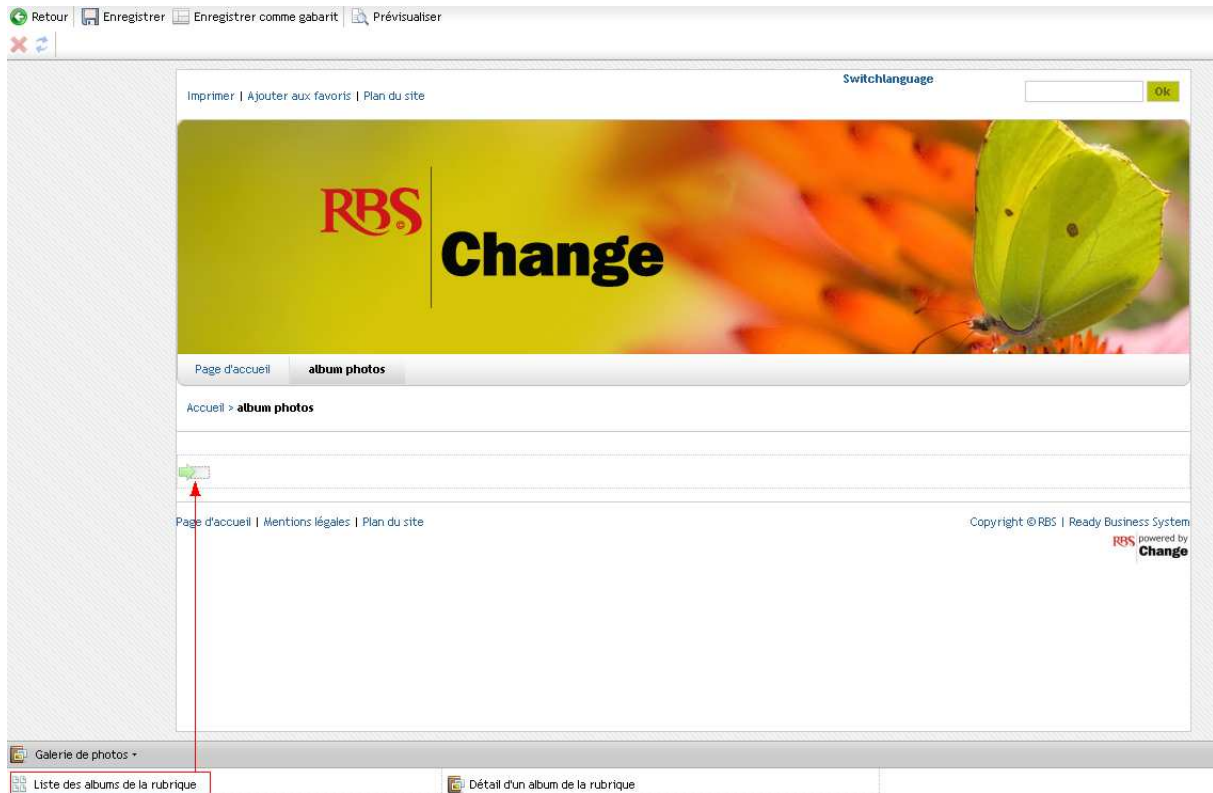 Retour Enregistrer Enregistrer comme gabarit Prévisualiser
Switchlanguage
Imprimer | Ajouter aux favoris | Plan du site
Ok
RBS
Change
Page d'accueil album photos
Accueil > album photos
Page d'accueil | Mentions légales | Plan du site
Copyright © RBS | Ready Business System
RBS powered by
Change
Galerie de photos
Liste des albums de la rubrique
Détail d'un album de la rubrique